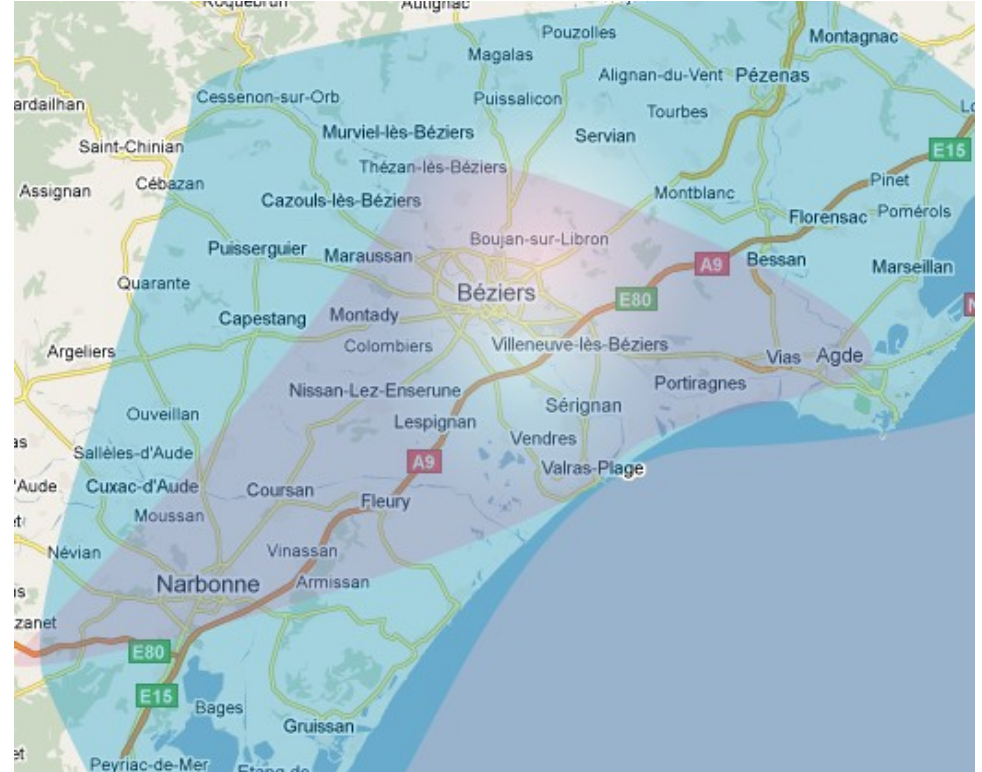 Roquebrun
Autignac
Pouzolles
Montagnac
Magalas
Alignan-du-Vent
Pézenas
Cessenon-sur-Orb
Puissalicon
ardailhan
Tourbes
Murviel-lès-Béziers
Servian
Saint-Chinian
E15
Thézan-lès-Béziers
Cébazan
Pinet
Assignan
Montblanc
Cazouls-lès-Béziers
Florensac
Pomérols
Boujan-sur-Libron
Puisserguier
Maraussan
A9
Bessan
Marseillan
Quarante
Béziers
E80
Capestang
Montady
Argeliers
Colombiers
Villeneuve-lès-Béziers
Vias
Agde
Portiragnes
Nissan-Lez-Enserune
Sérignan
Ouveillan
Lespignan
Vendres
Sallèles-d'Aude
A9
Valras-Plage
'Aude
Cuxac-d'Aude
Coursan
Fleury
Moussan
Névian
Vinassan
Narbonne
Armissan
zanet
E80
E15
Bages
Gruissan
Peyriac-de-Mer
Etang de